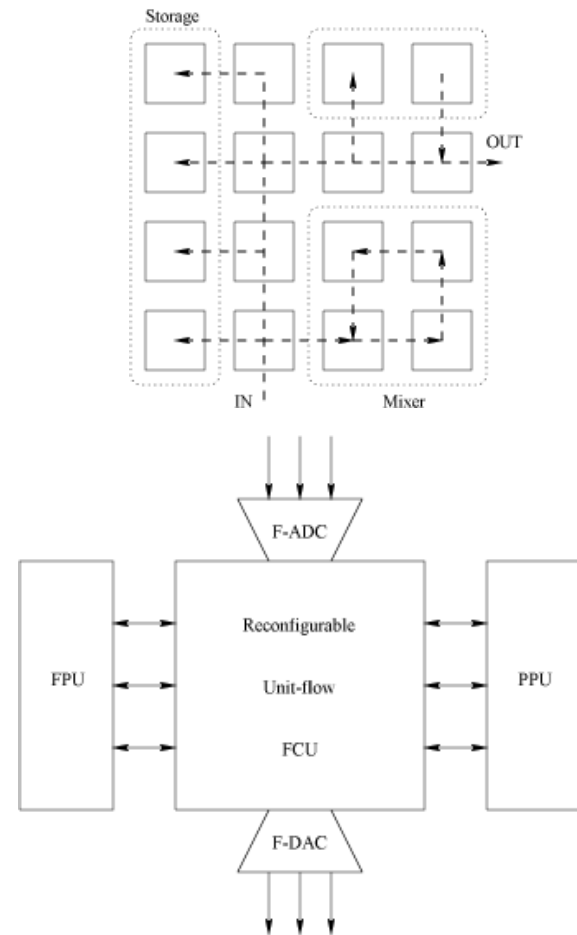 Storage
OUT
IN
Mixer
F-ADC
Reconfigurable
FPU
Unit-flow
PPU
FCU
F-DAC